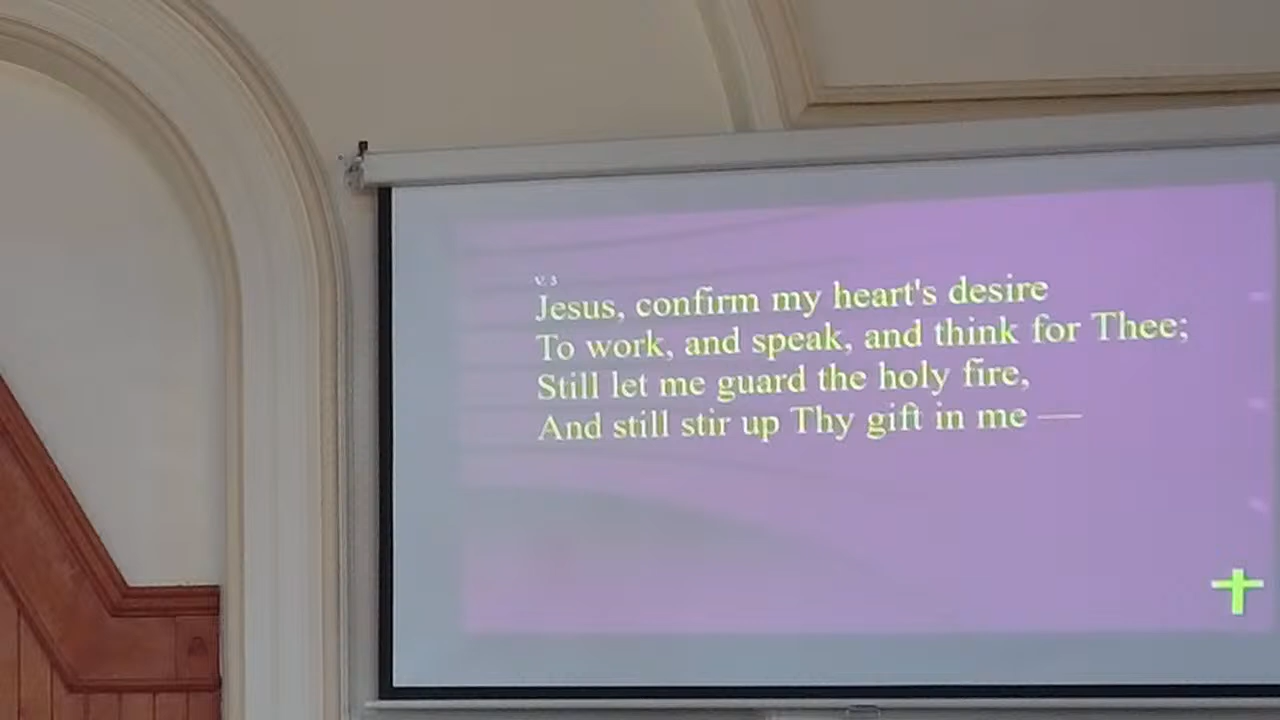 V. 3
Jesus, confirm my heart's desire
To work, and speak, and think for Thee;
Still let me guard the holy fire,
And still stir up Thy gift in me —